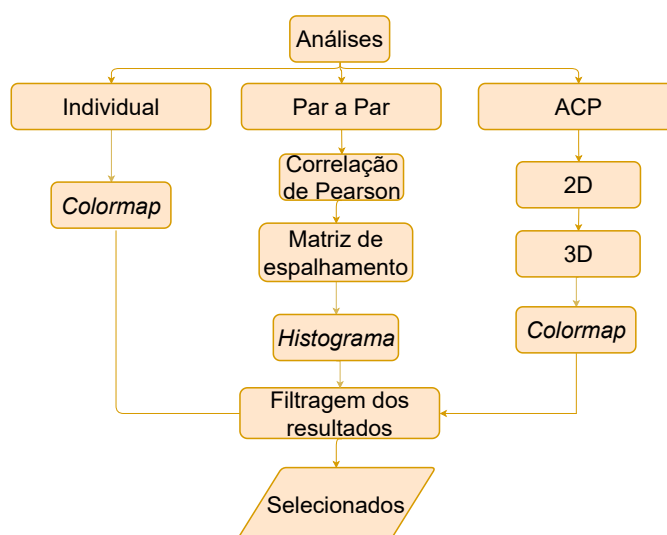 Análises
Individual
Par a Par
ACP
Correlação
de Pearson
2D
Colormap
Matriz de
espalhamento
3D
Histograma
Colormap
Filtragem dos
resultados
Selecionados